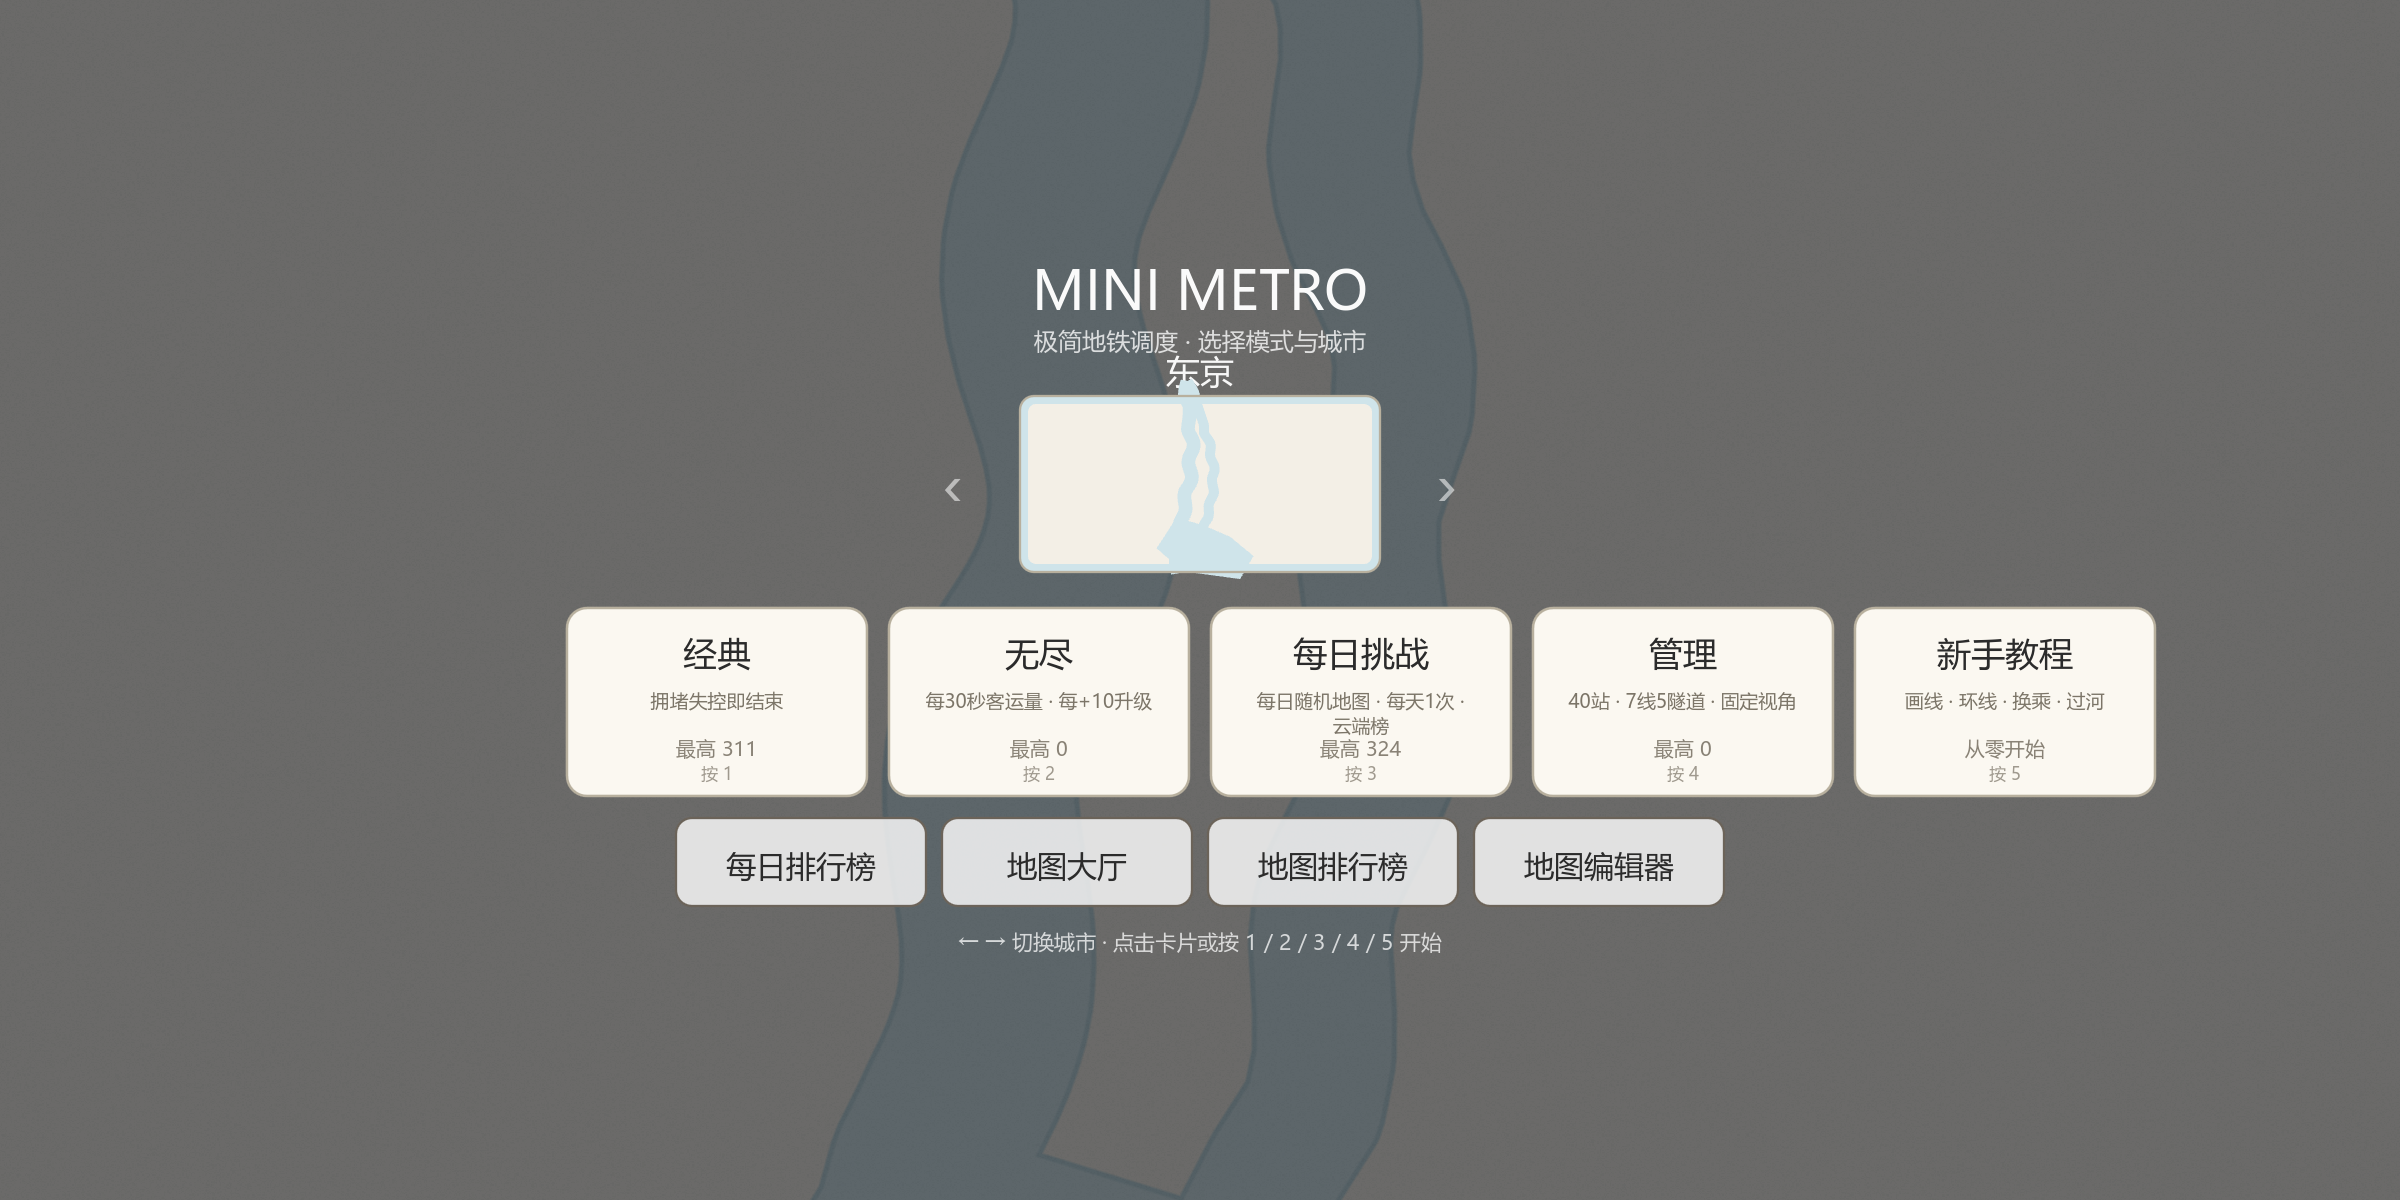 MINI METRO
极简地铁调度 · 选择模式与城市
东京
‹ ›
经典
拥堵失控即结束
最高 311
按 1
无尽
每30秒客运量 · 每+10升级
最高 0
按 2
每日挑战
每日随机地图 · 每天1次 ·
云端榜
最高 324
按 3
管理
40站 · 7线5隧道 · 固定视角
最高 0
按 4
新手教程
画线 · 环线 · 换乘 · 过河
从零开始
按 5
每日排行榜
地图大厅
地图排行榜
地图编辑器
← → 切换城市 · 点击卡片或按 1 / 2 / 3 / 4 / 5 开始